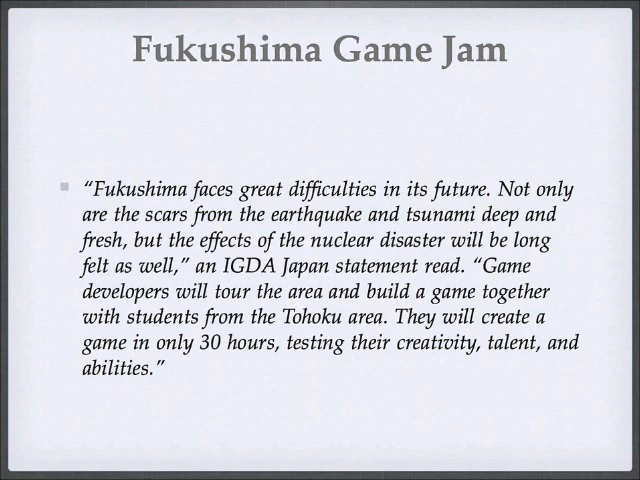 Fukushima Game Jam
“Fukushima faces great difficulties in its future. Not only
are the scars from the earthquake and tsunami deep and
fresh, but the effects of the nuclear disaster will be long
felt as well,” an IGDA Japan statement read. “Game
developers will tour the area and build a game together
with students from the Tohoku area. They will create a
game in only 30 hours, testing their creativity, talent, and
abilities.”